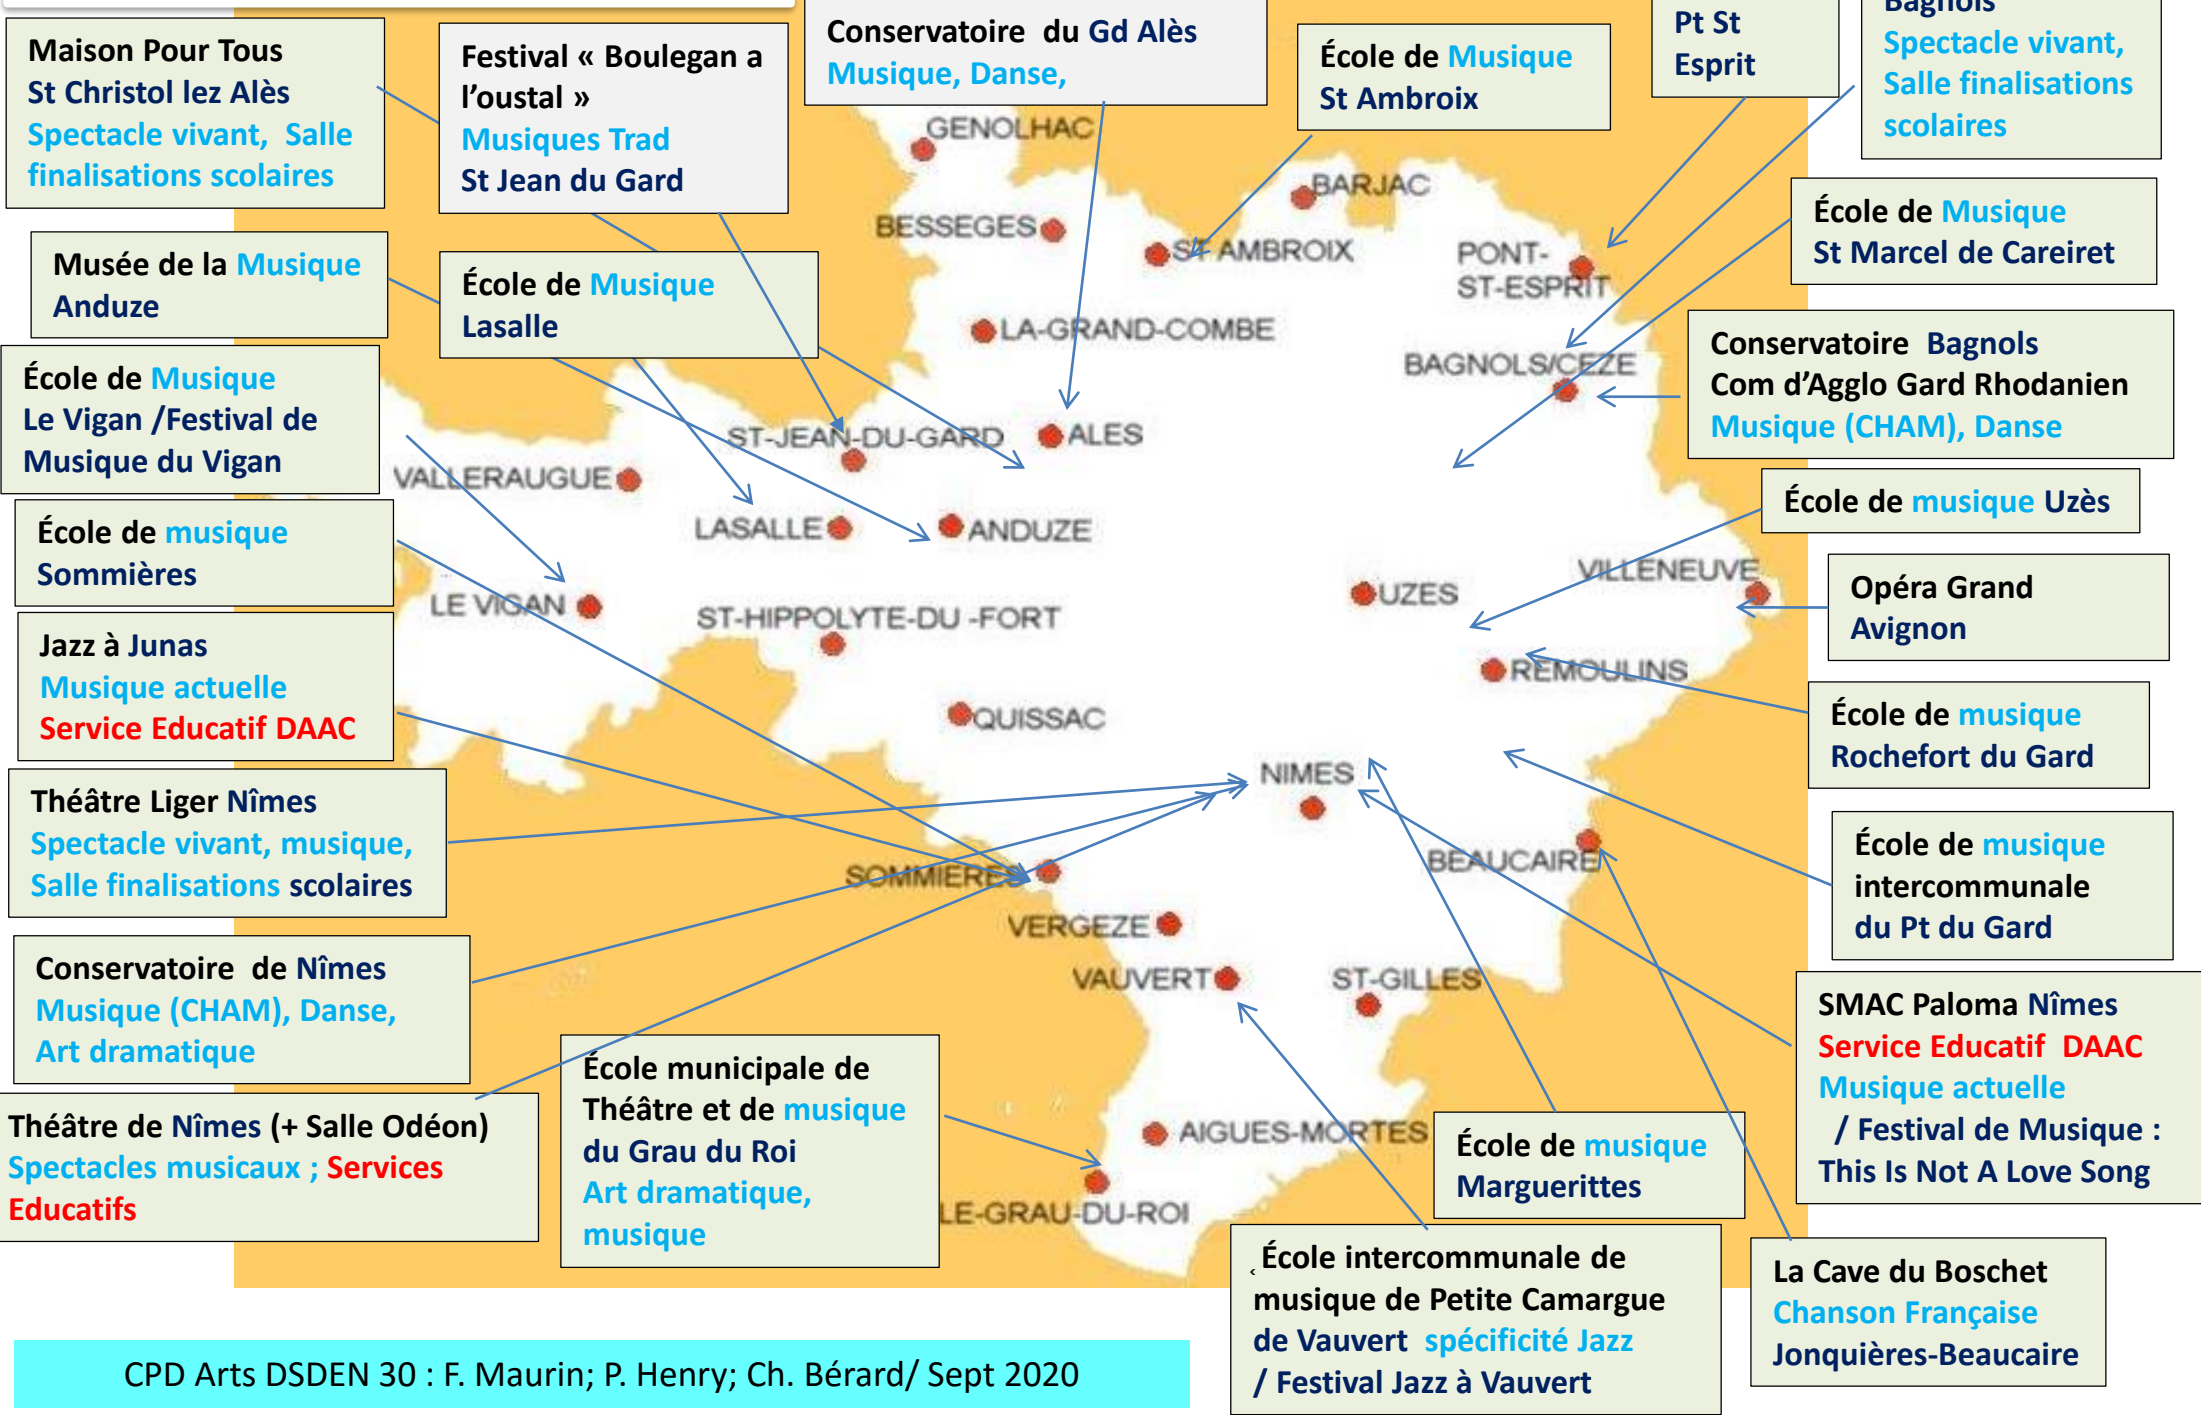 Maison Pour Tous
St Christol lez Alès
Spectacle vivant, Salle
finalisations scolaires
Festival « Boulegan a
l'oustal »
Musiques Trad
St Jean du Gard
Conservatoire du Gd Alès
Musique, Danse,
École de Musique
St Ambroix
Pt St
Esprit
Bagnols
Spectacle vivant,
Salle finalisations
scolaires
Musée de la Musique
Anduze
École de Musique
Lasalle
École de Musique
St Marcel de Careiret
École de Musique
Le Vigan /Festival de
Musique du Vigan
Conservatoire Bagnols
Com d'Agglo Gard Rhodanien
Musique (CHAM), Danse
École de musique
Sommières
École de musique Uzès
Jazz à Junas
Musique actuelle
Service Educatif DAAC
Opéra Grand
Avignon
École de musique
Rochefort du Gard
Théâtre Liger Nîmes
Spectacle vivant, musique,
Salle finalisations scolaires
École de musique
intercommunale
du Pt du Gard
Conservatoire de Nîmes
Musique (CHAM), Danse,
Art dramatique
SMAC Paloma Nîmes
Service Educatif DAAC
Musique actuelle
/ Festival de Musique :
This Is Not A Love Song
Théâtre de Nîmes (+ Salle Odéon)
Spectacles musicaux ; Services
Educatifs
École municipale de
Théâtre et de musique
du Grau du Roi
Art dramatique,
musique
École de musique
Marguerittes
École intercommunale de
musique de Petite Camargue
de Vauvert spécificité Jazz
/ Festival Jazz à Vauvert
La Cave du Boschet
Chanson Française
Jonquières-Beaucaire
GENOLHAC
BARJAC
BESSEGES
ST AMBROIX
PONT-
ST-ESPRIT
LA-GRAND-COMBE
BAGNOLS/CEZE
ST-JEAN-DU-GARD
ALES
VALLERAUGUE
LASALLE
ANDUZE
VILLENEUVE
LE VIGAN
ST-HIPPOLYTE-DU -FORT
UZES
REMOULINS
QUISSAC
NIMES
BEAUCAIRE
SOMMIERES
VERGEZE
VAUVERT
ST-GILLES
AIGUES-MORTES
LE-GRAU-DU-ROI
CPD Arts DSDEN 30 : F. Maurin; P. Henry; Ch. Bérard/ Sept 2020